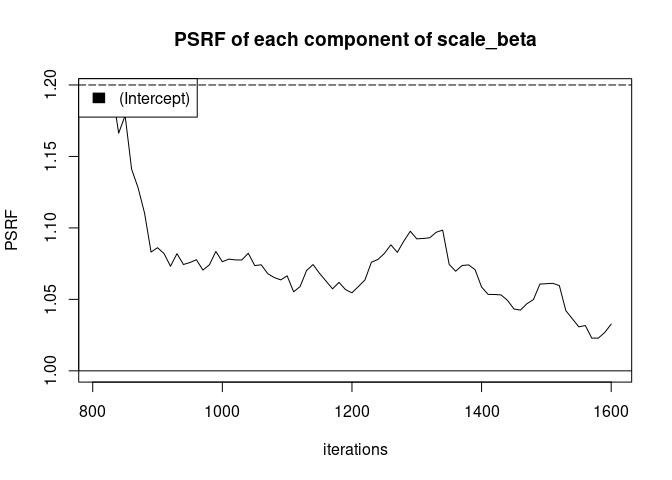 PSRF of each component of scale_beta
(Intercept)
PSRF
1.20
1.15
1.10
1.05
1.00
800 1000 1200 1400 1600
iterations